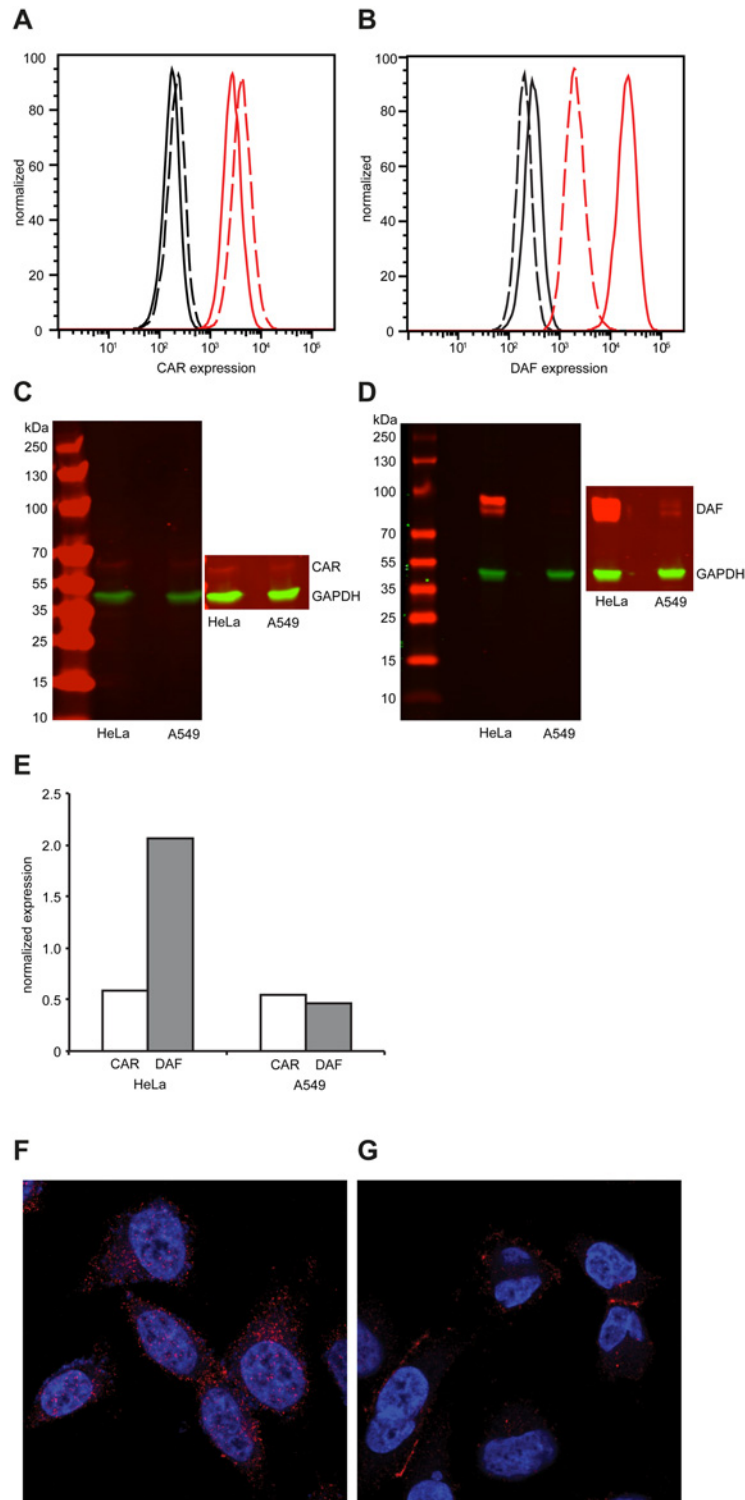 A
B
100
80
60
40
20
0
normalized
10¹
10²
10³
10⁴
10⁵
CAR expression
100
80
60
40
20
0
normalized
10¹
10²
10³
10⁴
10⁵
DAF expression
C
kDa
250
130
100
70
55
35
25
15
10
HeLa
A549
CAR
GAPDH
HeLa
A549
D
kDa
250
130
100
70
55
35
25
15
10
HeLa
A549
DAF
GAPDH
HeLa
A549
E
2.5
2.0
1.5
1.0
0.5
0
normalized expression
CAR DAF
HeLa
CAR DAF
A549
F
G